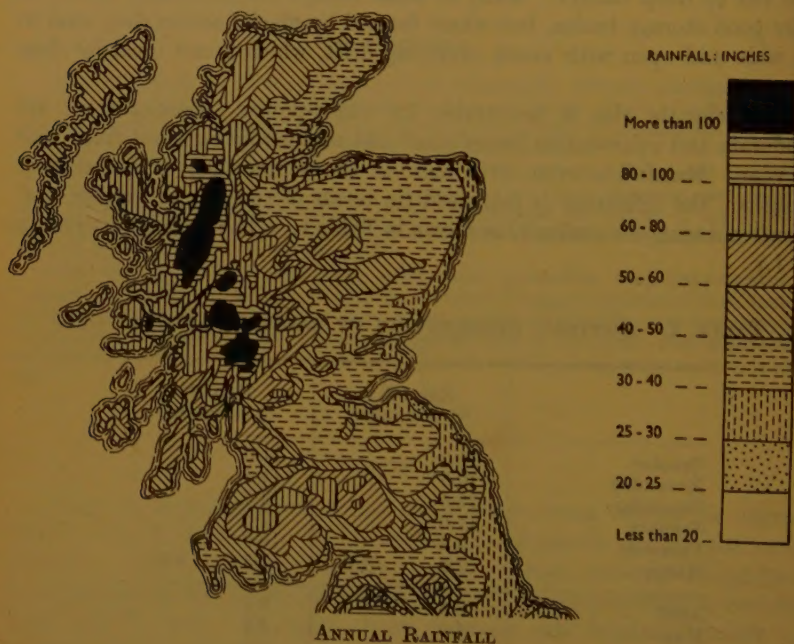 RAINFALL: INCHES
More than 100
80 - 100 _ _
60 - 80 _ _
50 - 60 _ _
40 - 50 _ _
30 - 40 _ _
25 - 30 _ _
20 - 25 _ _
Less than 20 _
ANNUAL RAINFALL